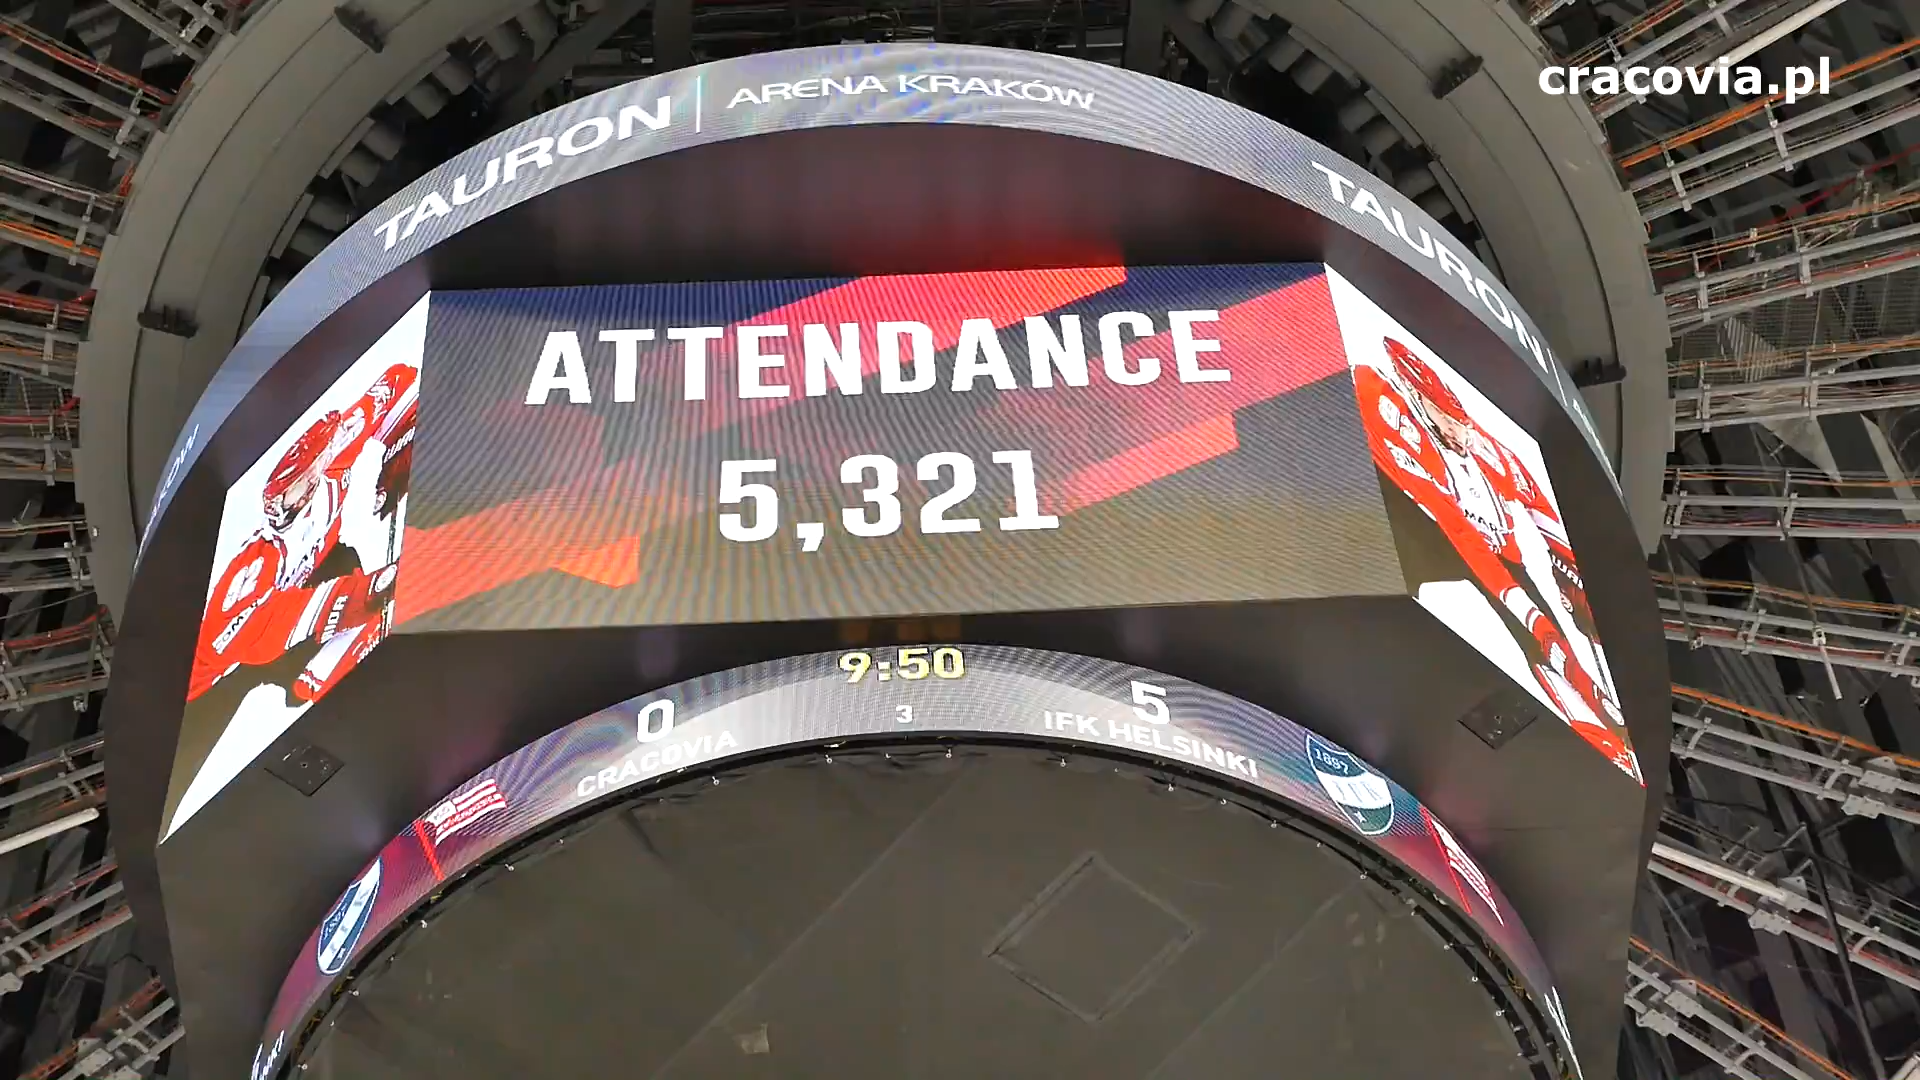 cracovia.pl
TAURON | ARENA KRAKÓW
TAURON
ATTENDANCE
5,321
9:50
0 3 5
CRACOVIA IFK HELSINKI
1897